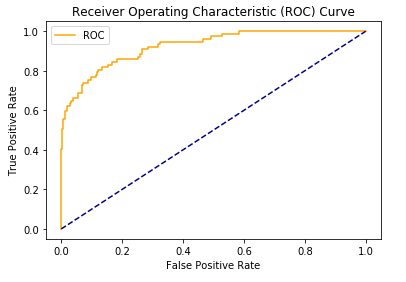 Receiver Operating Characteristic (ROC) Curve
ROC
True Positive Rate
1.0
0.8
0.6
0.4
0.2
0.0
0.0 0.2 0.4 0.6 0.8 1.0
False Positive Rate